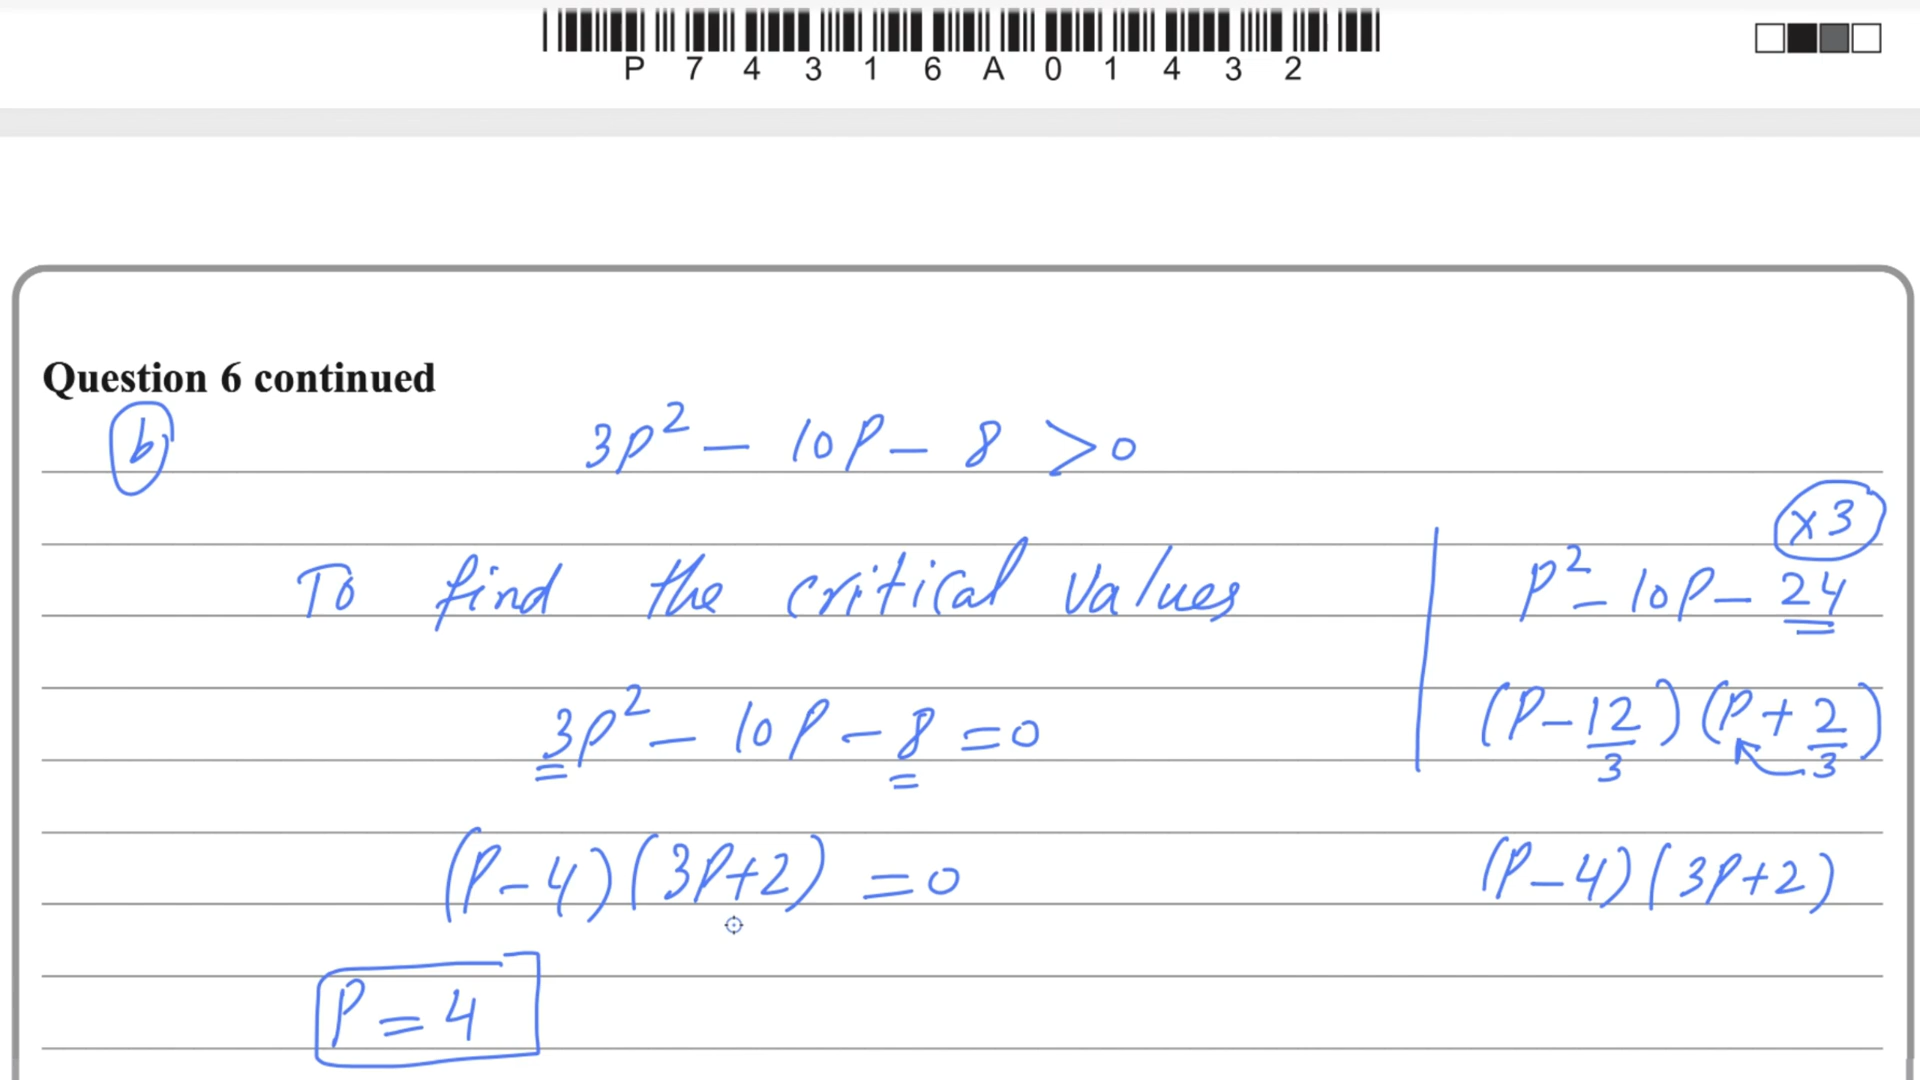 P 7 4 3 1 6 A 0 1 4 3 2
Question 6 continued
b) 3p² - 10p - 8 > 0
To find the critical values
3p² - 10p - 8 = 0
(p - 4)(3p + 2) = 0
p = 4
×3
p² - 10p - 24
(p - 12/3)(p + 2/3)
(p - 4)(3p + 2)